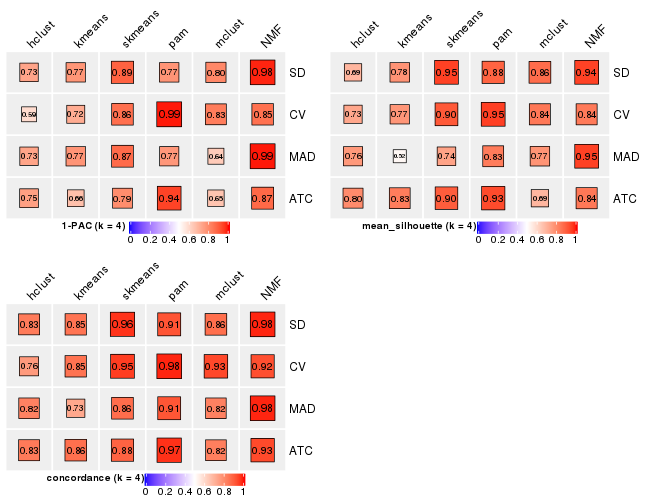 hclust kmeans skmeans pam mclust NMF
0.73 0.77 0.89 0.77 0.80 0.98 SD
0.59 0.72 0.86 0.99 0.83 0.85 CV
0.73 0.77 0.87 0.77 0.64 0.99 MAD
0.75 0.66 0.79 0.94 0.65 0.87 ATC
1-PAC (k = 4)
0 0.2 0.4 0.6 0.8 1
hclust kmeans skmeans pam mclust NMF
0.69 0.78 0.95 0.88 0.86 0.94 SD
0.73 0.77 0.90 0.95 0.84 0.84 CV
0.76 0.52 0.74 0.83 0.77 0.95 MAD
0.80 0.83 0.90 0.93 0.69 0.84 ATC
mean_silhouette (k = 4)
0 0.2 0.4 0.6 0.8 1
hclust kmeans skmeans pam mclust NMF
0.83 0.85 0.96 0.91 0.86 0.98 SD
0.76 0.85 0.95 0.98 0.93 0.92 CV
0.82 0.73 0.86 0.91 0.82 0.98 MAD
0.83 0.86 0.88 0.97 0.82 0.93 ATC
concordance (k = 4)
0 0.2 0.4 0.6 0.8 1